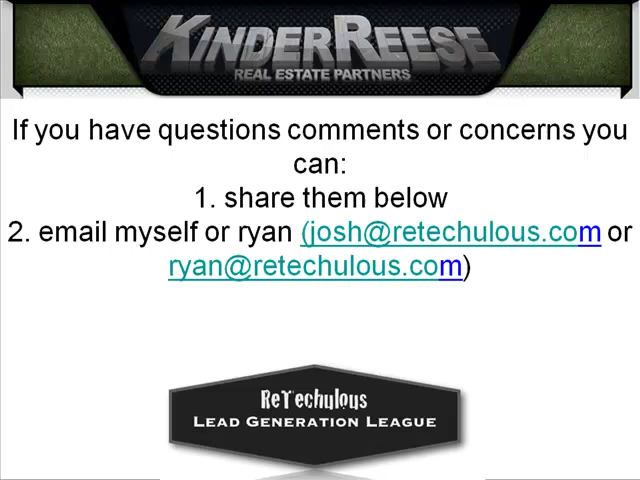 KINDERREESE
REAL ESTATE PARTNERS
If you have questions comments or concerns you
can:
1. share them below
2. email myself or ryan (josh@retechulous.com or
ryan@retechulous.com)
ReTechulous
LEAD GENERATION LEAGUE